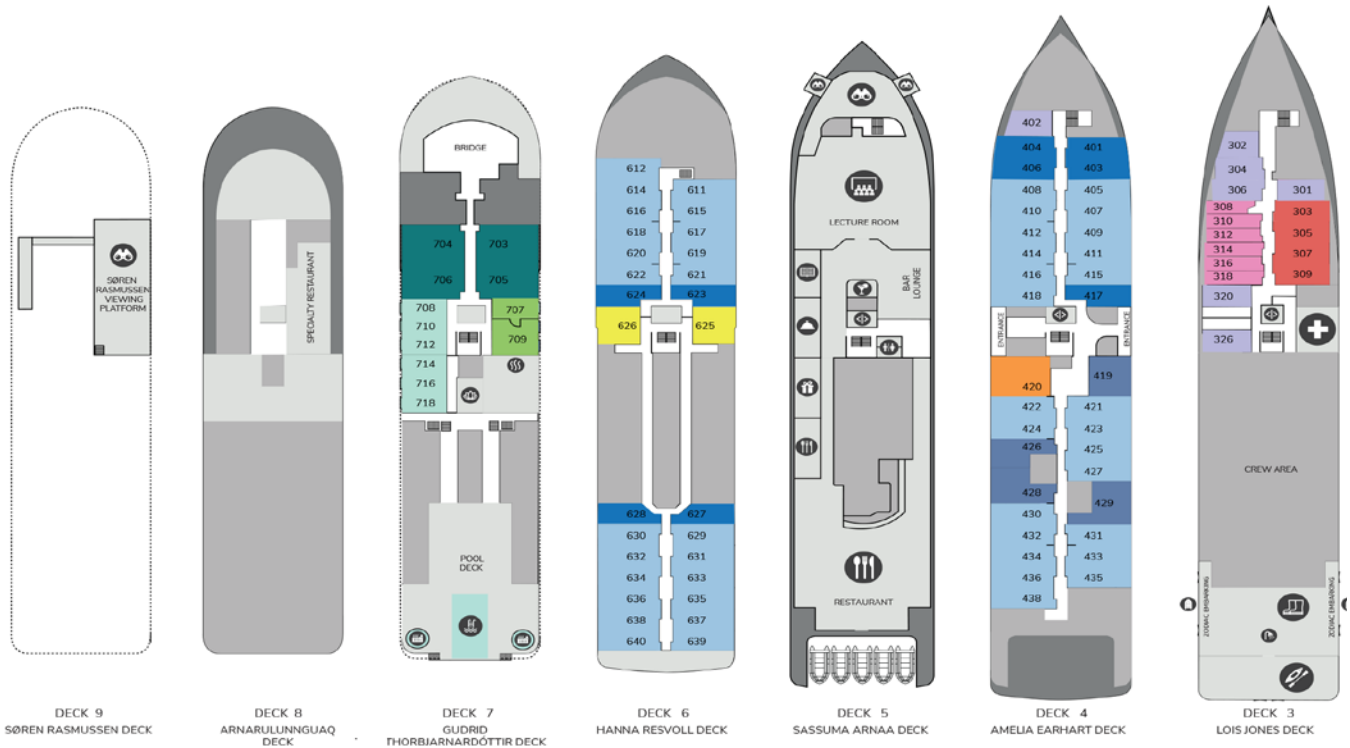 SØREN
RASMUSSEN
VIEWING
PLATFORM
DECK 9
SØREN RASMUSSEN DECK
SPECIALTY RESTAURANT
DECK 8
ARNARULUNNGUAQ
DECK
BRIDGE
704 703
706 705
708 707
710
712 709
714
716
718
POOL
DECK
DECK 7
GUDRID
THORBJARNARDÓTTIR DECK
612
614 611
616 615
618 617
620 619
622 621
624 623
626 625
628 627
630 629
632 631
634 633
636 635
638 637
640 639
DECK 6
HANNA RESVOLL DECK
LECTURE ROOM
BAR
LOUNGE
RESTAURANT
DECK 5
SASSUMA ARNAA DECK
402
404 401
406 403
408 405
410 407
412 409
414 411
416 415
418 417
ENTRANCE
ENTRANCE
420 419
422 421
424 423
426 425
427
428
429
430
432 431
434 433
436 435
438
DECK 4
AMELIA EARHART DECK
302
304
306 301
308 303
310
312 305
314
316 307
318 309
320
326
CREW AREA
ZODIAC EMBARKING
ZODIAC EMBARKING
DECK 3
LOIS JONES DECK